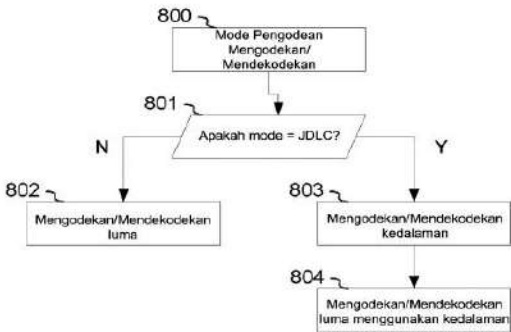 800
Mode Pengodean
Mengodekan/
Mendekodekan
801
Apakah mode = JDLC?
N
Y
802
Mengodekan/Mendekodekan
luma
803
Mengodekan/Mendekodekan
kedalaman
804
Mengodekan/Mendekodekan
luma menggunakan kedalaman